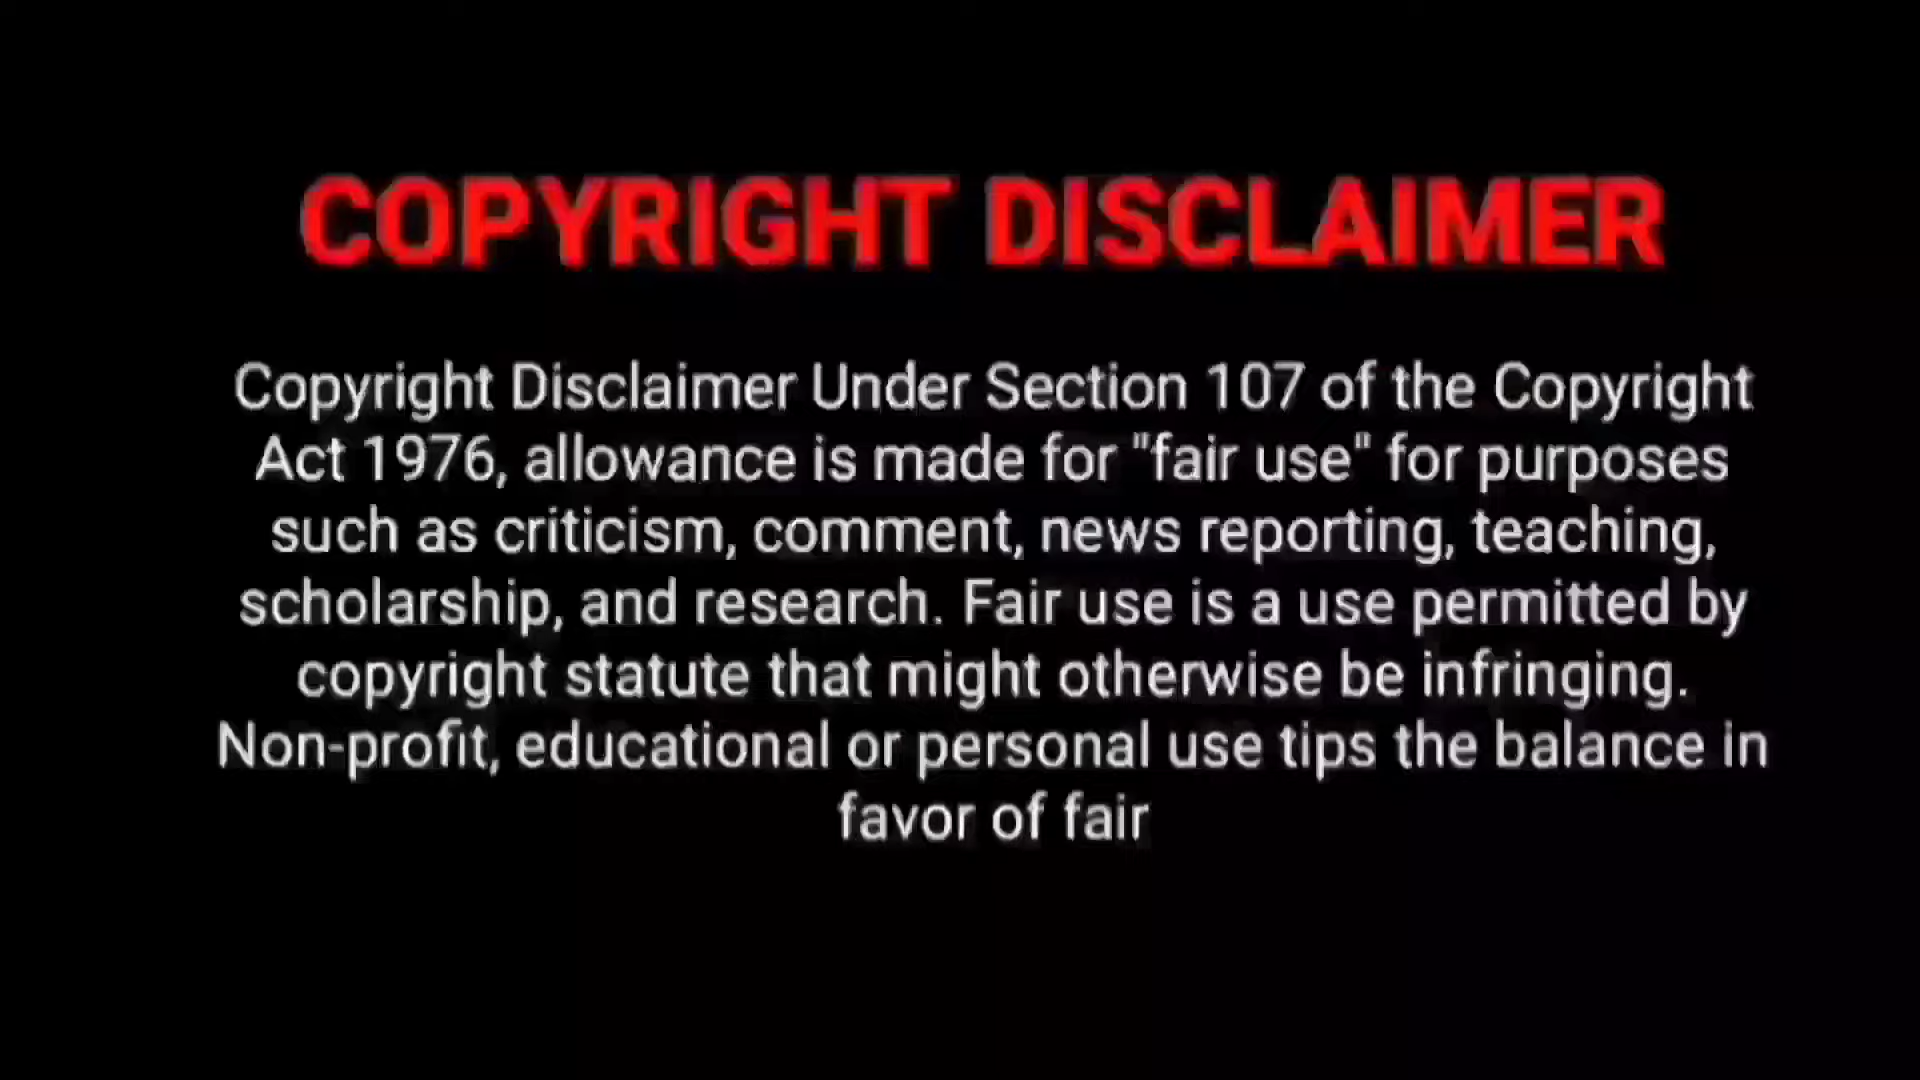 COPYRIGHT DISCLAIMER
Copyright Disclaimer Under Section 107 of the Copyright
Act 1976, allowance is made for "fair use" for purposes
such as criticism, comment, news reporting, teaching,
scholarship, and research. Fair use is a use permitted by
copyright statute that might otherwise be infringing.
Non-profit, educational or personal use tips the balance in
favor of fair